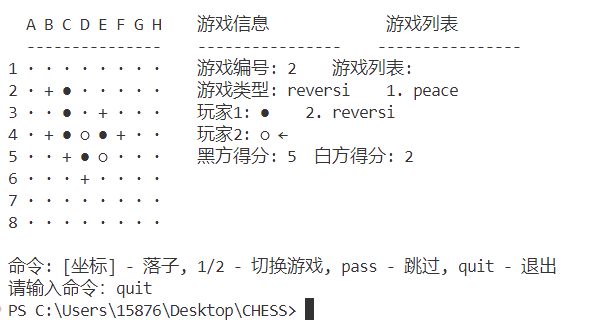 A B C D E F G H 游戏信息 游戏列表
--------------- ---------------- ----------------
1 · · · · · · · · 游戏编号: 2 游戏列表:
2 · + ● · · · · · 游戏类型: reversi 1. peace
3 · · ● · + · · · 玩家1: ● 2. reversi
4 · + ● ○ ● + · · 玩家2: ○ ←
5 · · + ● ○ · · · 黑方得分: 5 白方得分: 2
6 · · · + · · · ·
7 · · · · · · · ·
8 · · · · · · · ·
命令: [坐标] - 落子, 1/2 - 切换游戏, pass - 跳过, quit - 退出
请输入命令: quit
PS C:\Users\15876\Desktop\CHESS>